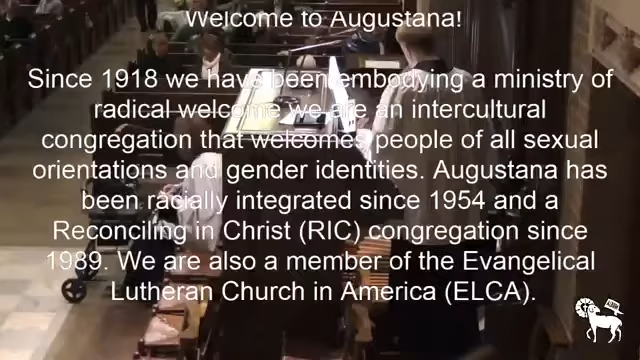 Welcome to Augustana!
Since 1918 we have been embodying a ministry of
radical welcome we are an intercultural
congregation that welcomes people of all sexual
orientations and gender identities. Augustana has
been racially integrated since 1954 and a
Reconciling in Christ (RIC) congregation since
1989. We are also a member of the Evangelical
Lutheran Church in America (ELCA).